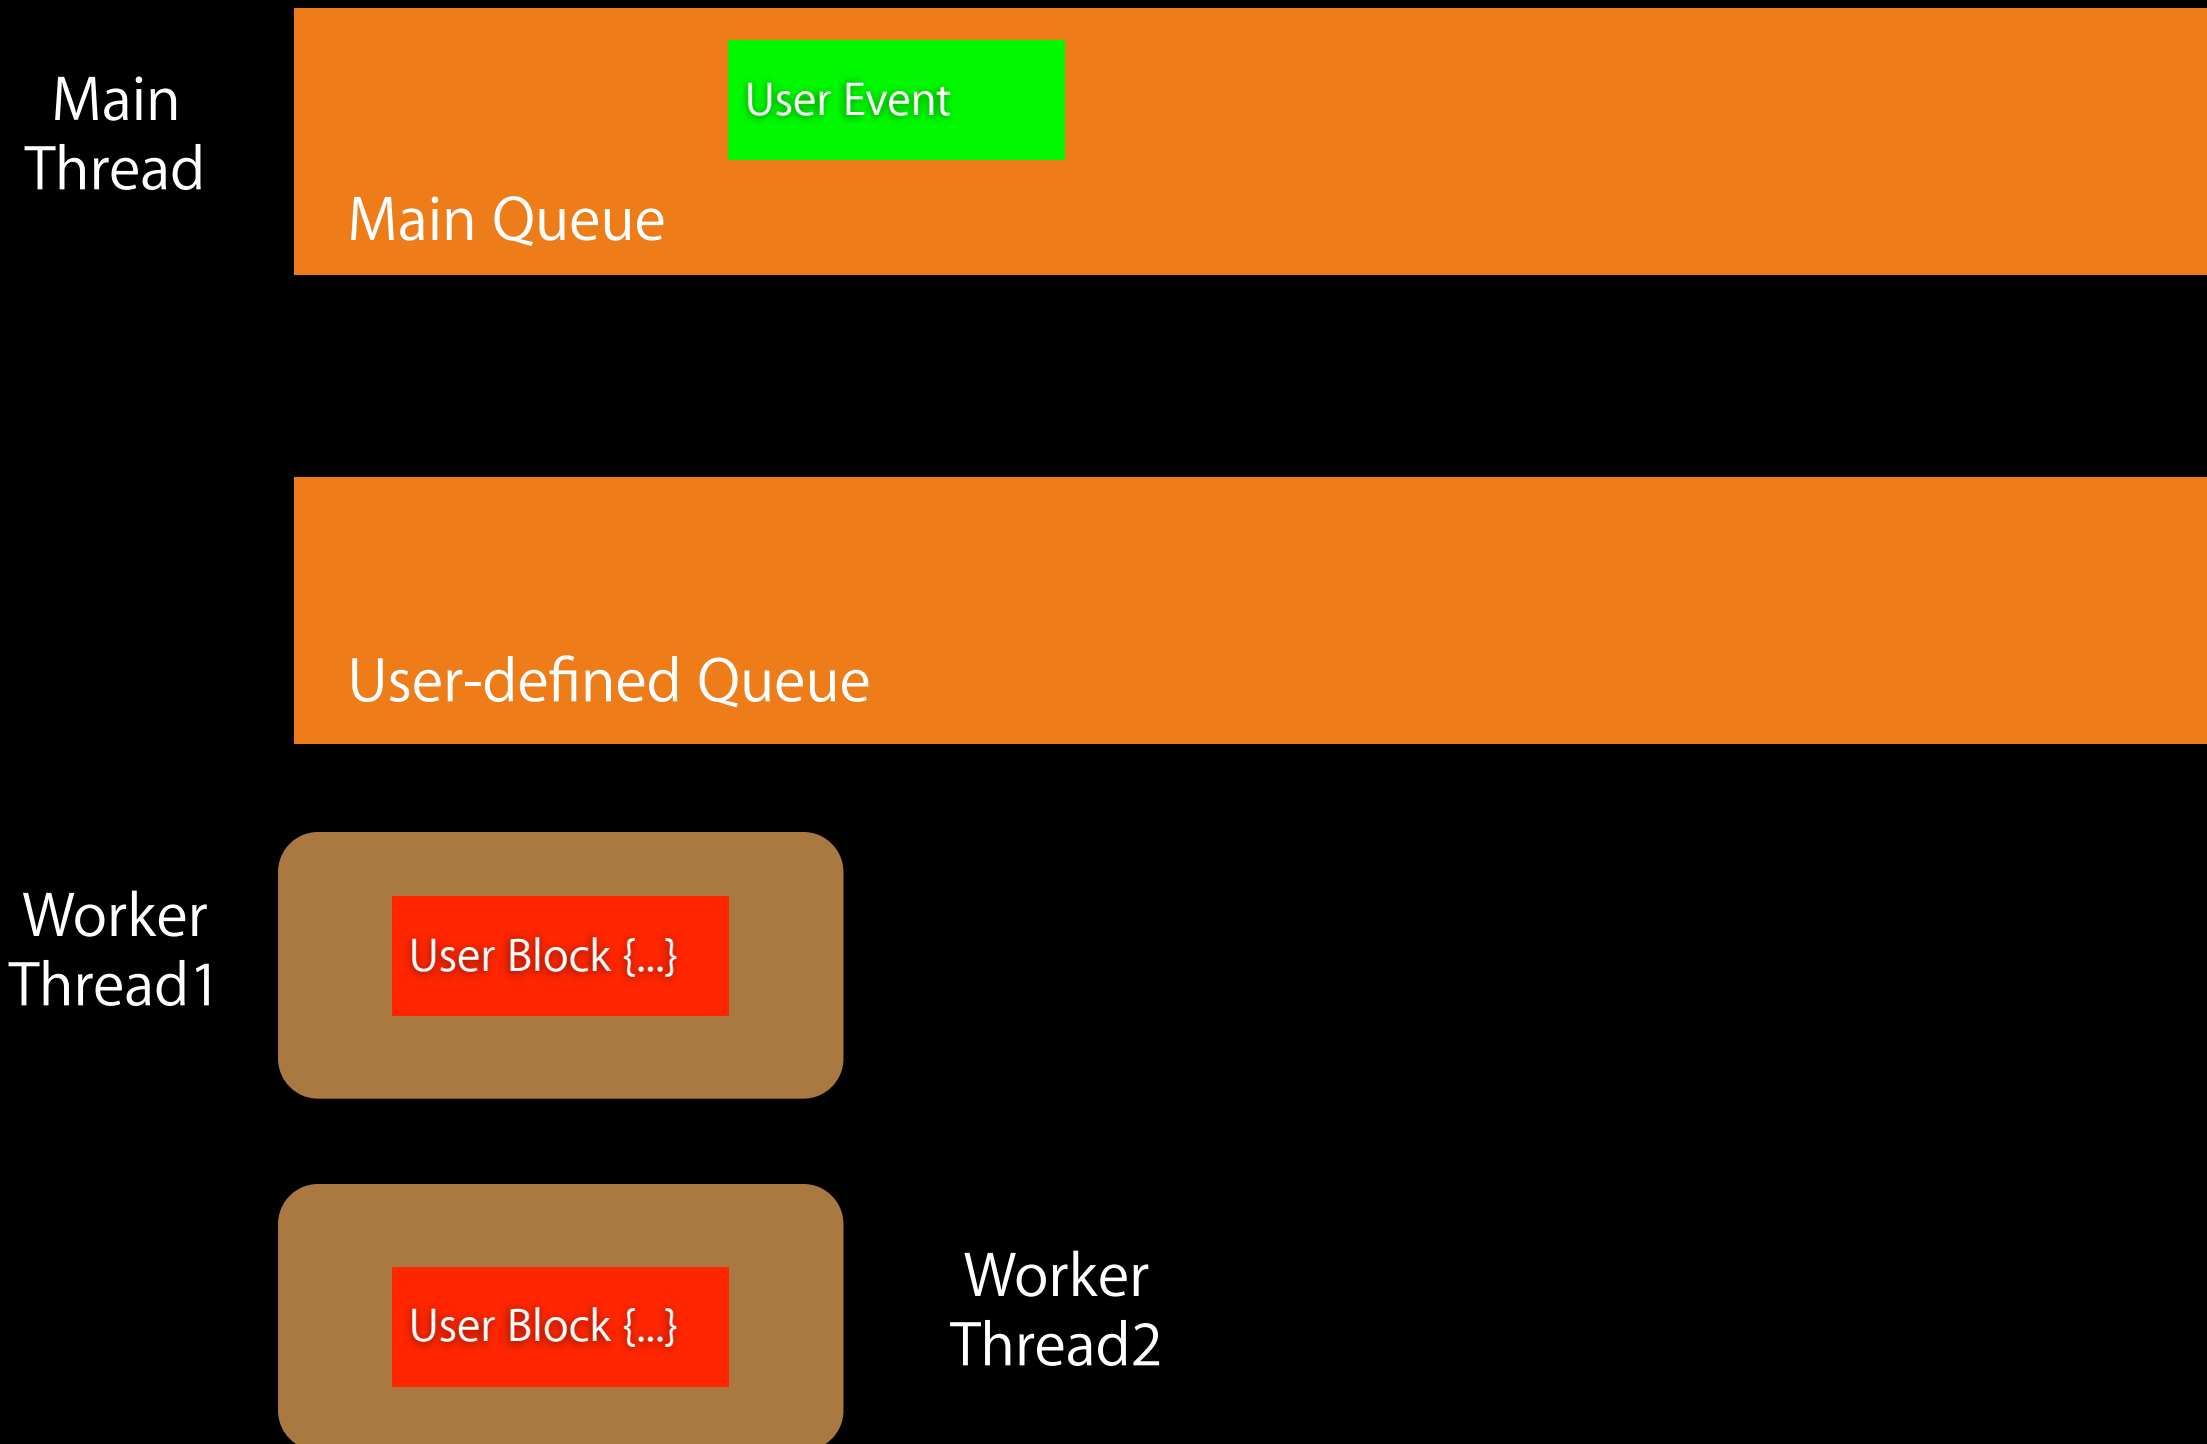 Main
Thread
User Event
Main Queue
User-defined Queue
Worker
Thread1
User Block {...}
User Block {...}
Worker
Thread2